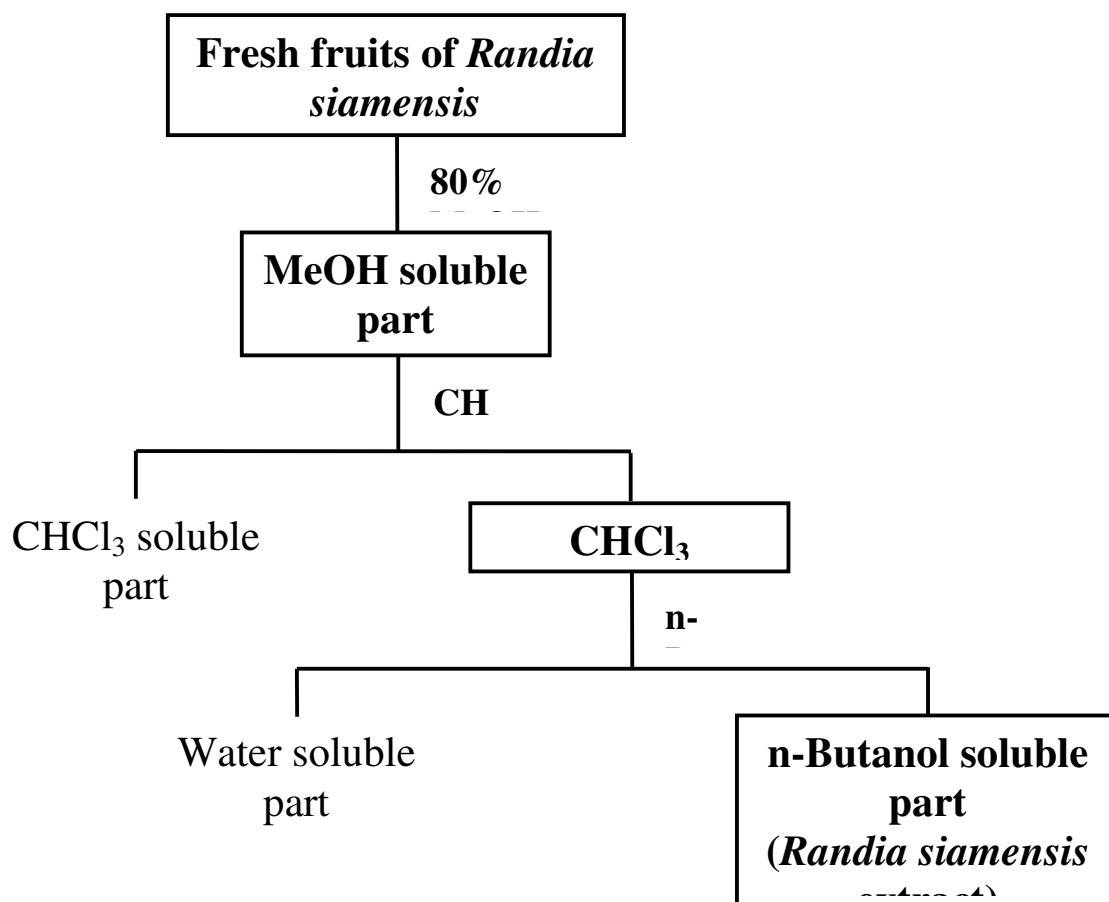 Fresh fruits of Randia
siamensis
80%
MeOH soluble
part
CH
CHCl₃ soluble
part
CHCl₃
n-
Water soluble
part
n-Butanol soluble
part
(Randia siamensis
extract)